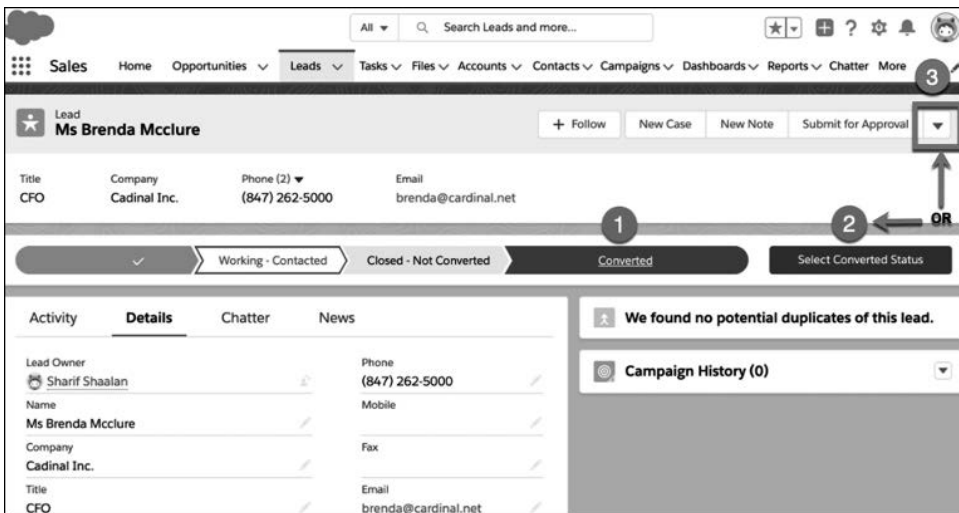 All Search Leads and more...
Sales Home Opportunities Leads Tasks Files Accounts Contacts Campaigns Dashboards Reports Chatter More
3
Lead
Ms Brenda Mcclure
+ Follow New Case New Note Submit for Approval
Title Company Phone (2) Email
CFO Cadinal Inc. (847) 262-5000 brenda@cardinal.net
1 2 OR
Working - Contacted Closed - Not Converted Converted Select Converted Status
Activity Details Chatter News
We found no potential duplicates of this lead.
Lead Owner Phone
Sharif Shaalan (847) 262-5000
Campaign History (0)
Name Mobile
Ms Brenda Mcclure
Company Fax
Cadinal Inc.
Title Email
CFO brenda@cardinal.net